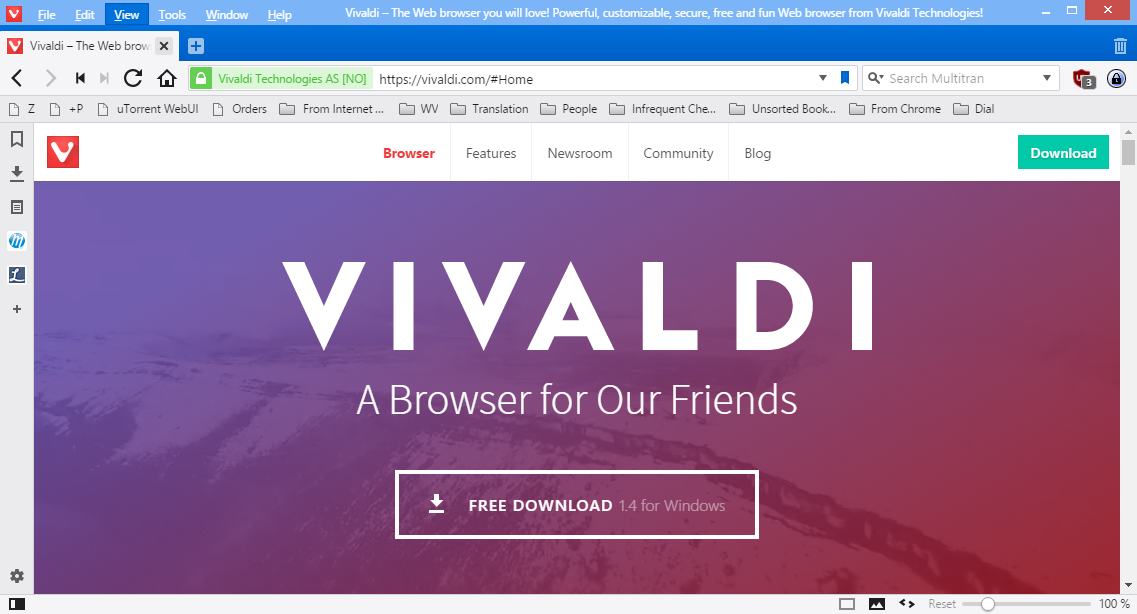 File Edit View Tools Window Help Vivaldi – The Web browser you will love! Powerful, customizable, secure, free and fun Web browser from Vivaldi Technologies!
Vivaldi – The Web brow
Vivaldi Technologies AS [NO] https://vivaldi.com/#Home Search Multitran 3
Z +P uTorrent WebUI Orders From Internet ... WV Translation People Infrequent Che... Unsorted Book... From Chrome Dial
Browser Features Newsroom Community Blog Download
VIVALDI
A Browser for Our Friends
FREE DOWNLOAD 1.4 for Windows
Reset 100 %